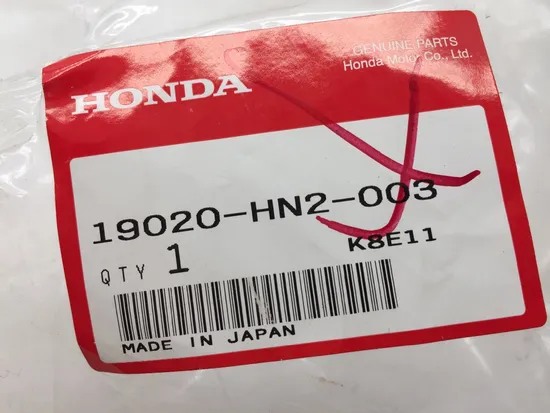 GENUINE PARTS
Honda Motor Co., Ltd.
HONDA
19020-HN2-003
K8E11
QTY 1
MADE IN JAPAN